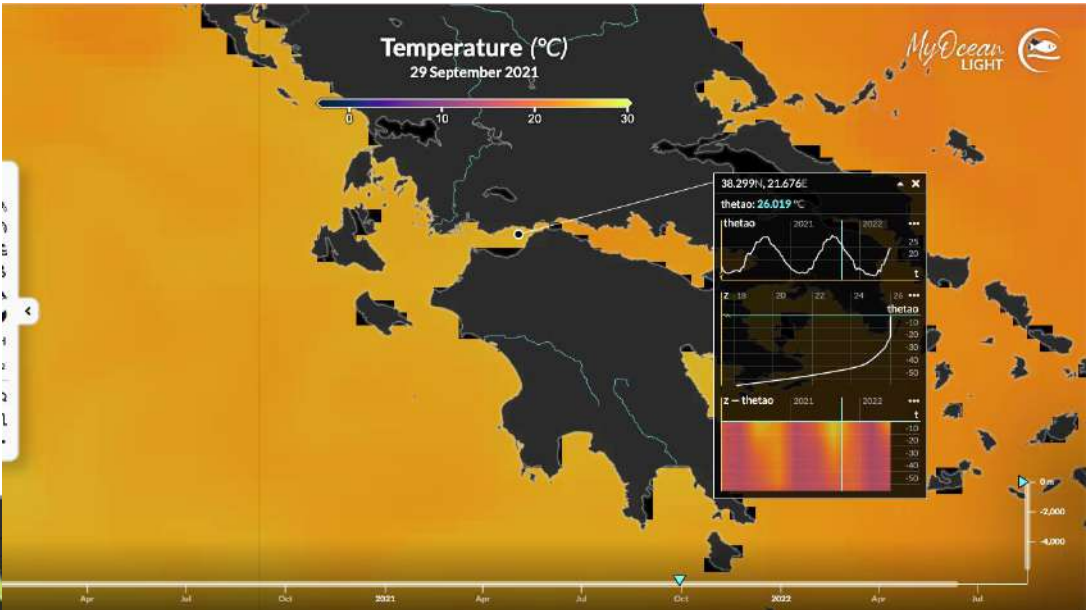 Temperature (°C)
29 September 2021
0 10 20 30
MyOcean
LIGHT
38.299N, 21.676E
thetao: 26.019 °C
thetao 2021 2022
25
20
t
z 18 20 22 24 26
thetao
-10
-20
-30
-40
-50
z — thetao 2021 2022
t
-10
-20
-30
-40
-50
0 m
-2,000
-4,000
Apr Jul Oct 2021 Apr Jul Oct 2022 Apr Jul